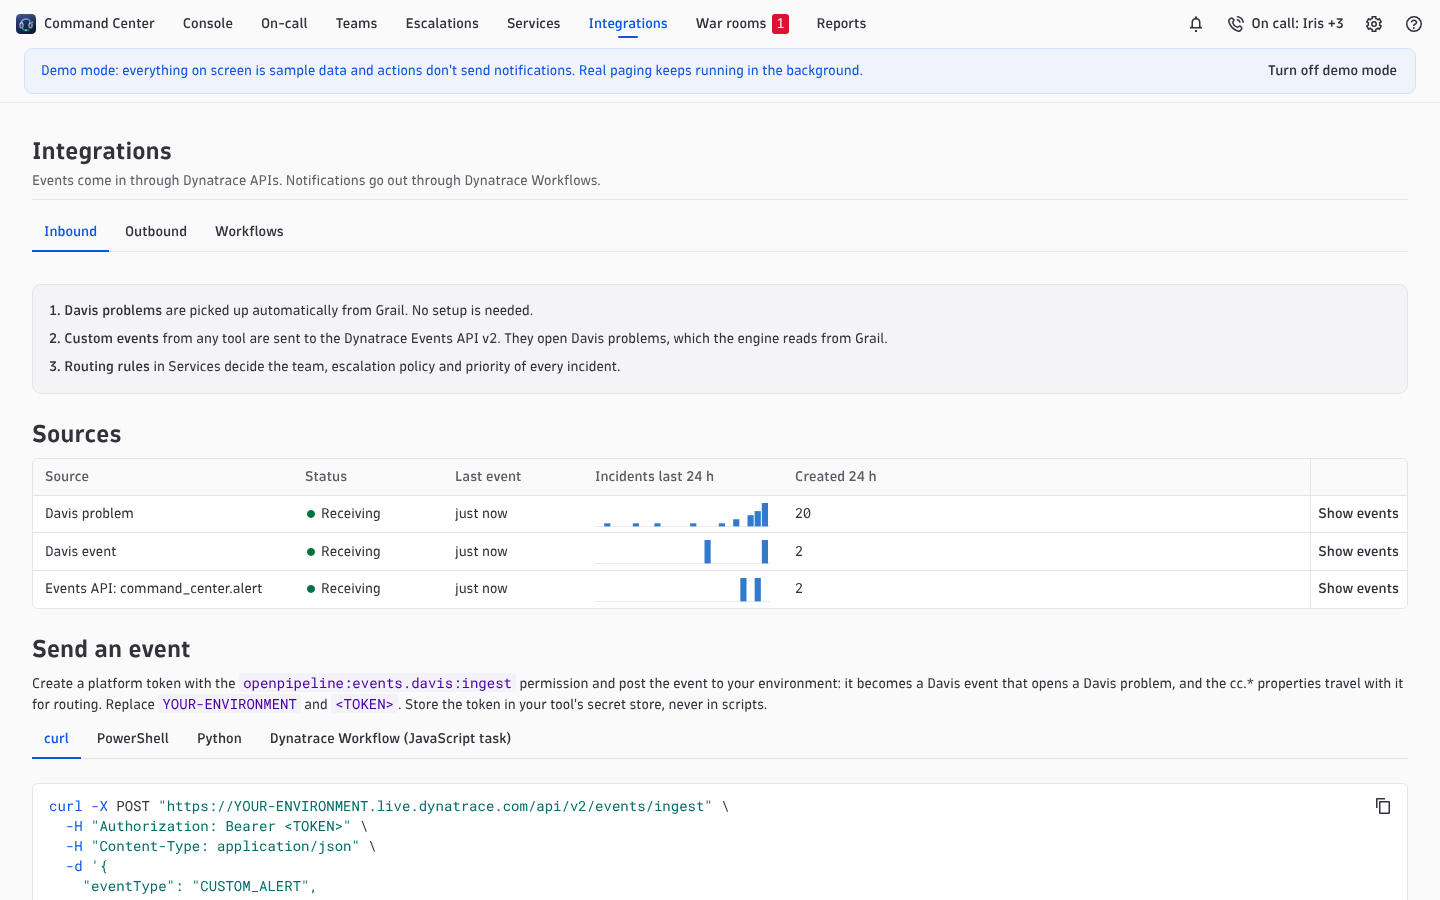 Command Center Console On-call Teams Escalations Services Integrations War rooms 1 Reports On call: Iris +3
Demo mode: everything on screen is sample data and actions don't send notifications. Real paging keeps running in the background. Turn off demo mode
Integrations
Events come in through Dynatrace APIs. Notifications go out through Dynatrace Workflows.
Inbound Outbound Workflows
1. Davis problems are picked up automatically from Grail. No setup is needed.
2. Custom events from any tool are sent to the Dynatrace Events API v2. They open Davis problems, which the engine reads from Grail.
3. Routing rules in Services decide the team, escalation policy and priority of every incident.
Sources
Source Status Last event Incidents last 24 h Created 24 h
Davis problem Receiving just now 20 Show events
Davis event Receiving just now 2 Show events
Events API: command_center.alert Receiving just now 2 Show events
Send an event
Create a platform token with the openpipeline:events.davis:ingest permission and post the event to your environment: it becomes a Davis event that opens a Davis problem, and the cc.* properties travel with it
for routing. Replace YOUR-ENVIRONMENT and <TOKEN>. Store the token in your tool's secret store, never in scripts.
curl PowerShell Python Dynatrace Workflow (JavaScript task)
curl -X POST "https://YOUR-ENVIRONMENT.live.dynatrace.com/api/v2/events/ingest" \
-H "Authorization: Bearer <TOKEN>" \
-H "Content-Type: application/json" \
-d '{
"eventType": "CUSTOM_ALERT",